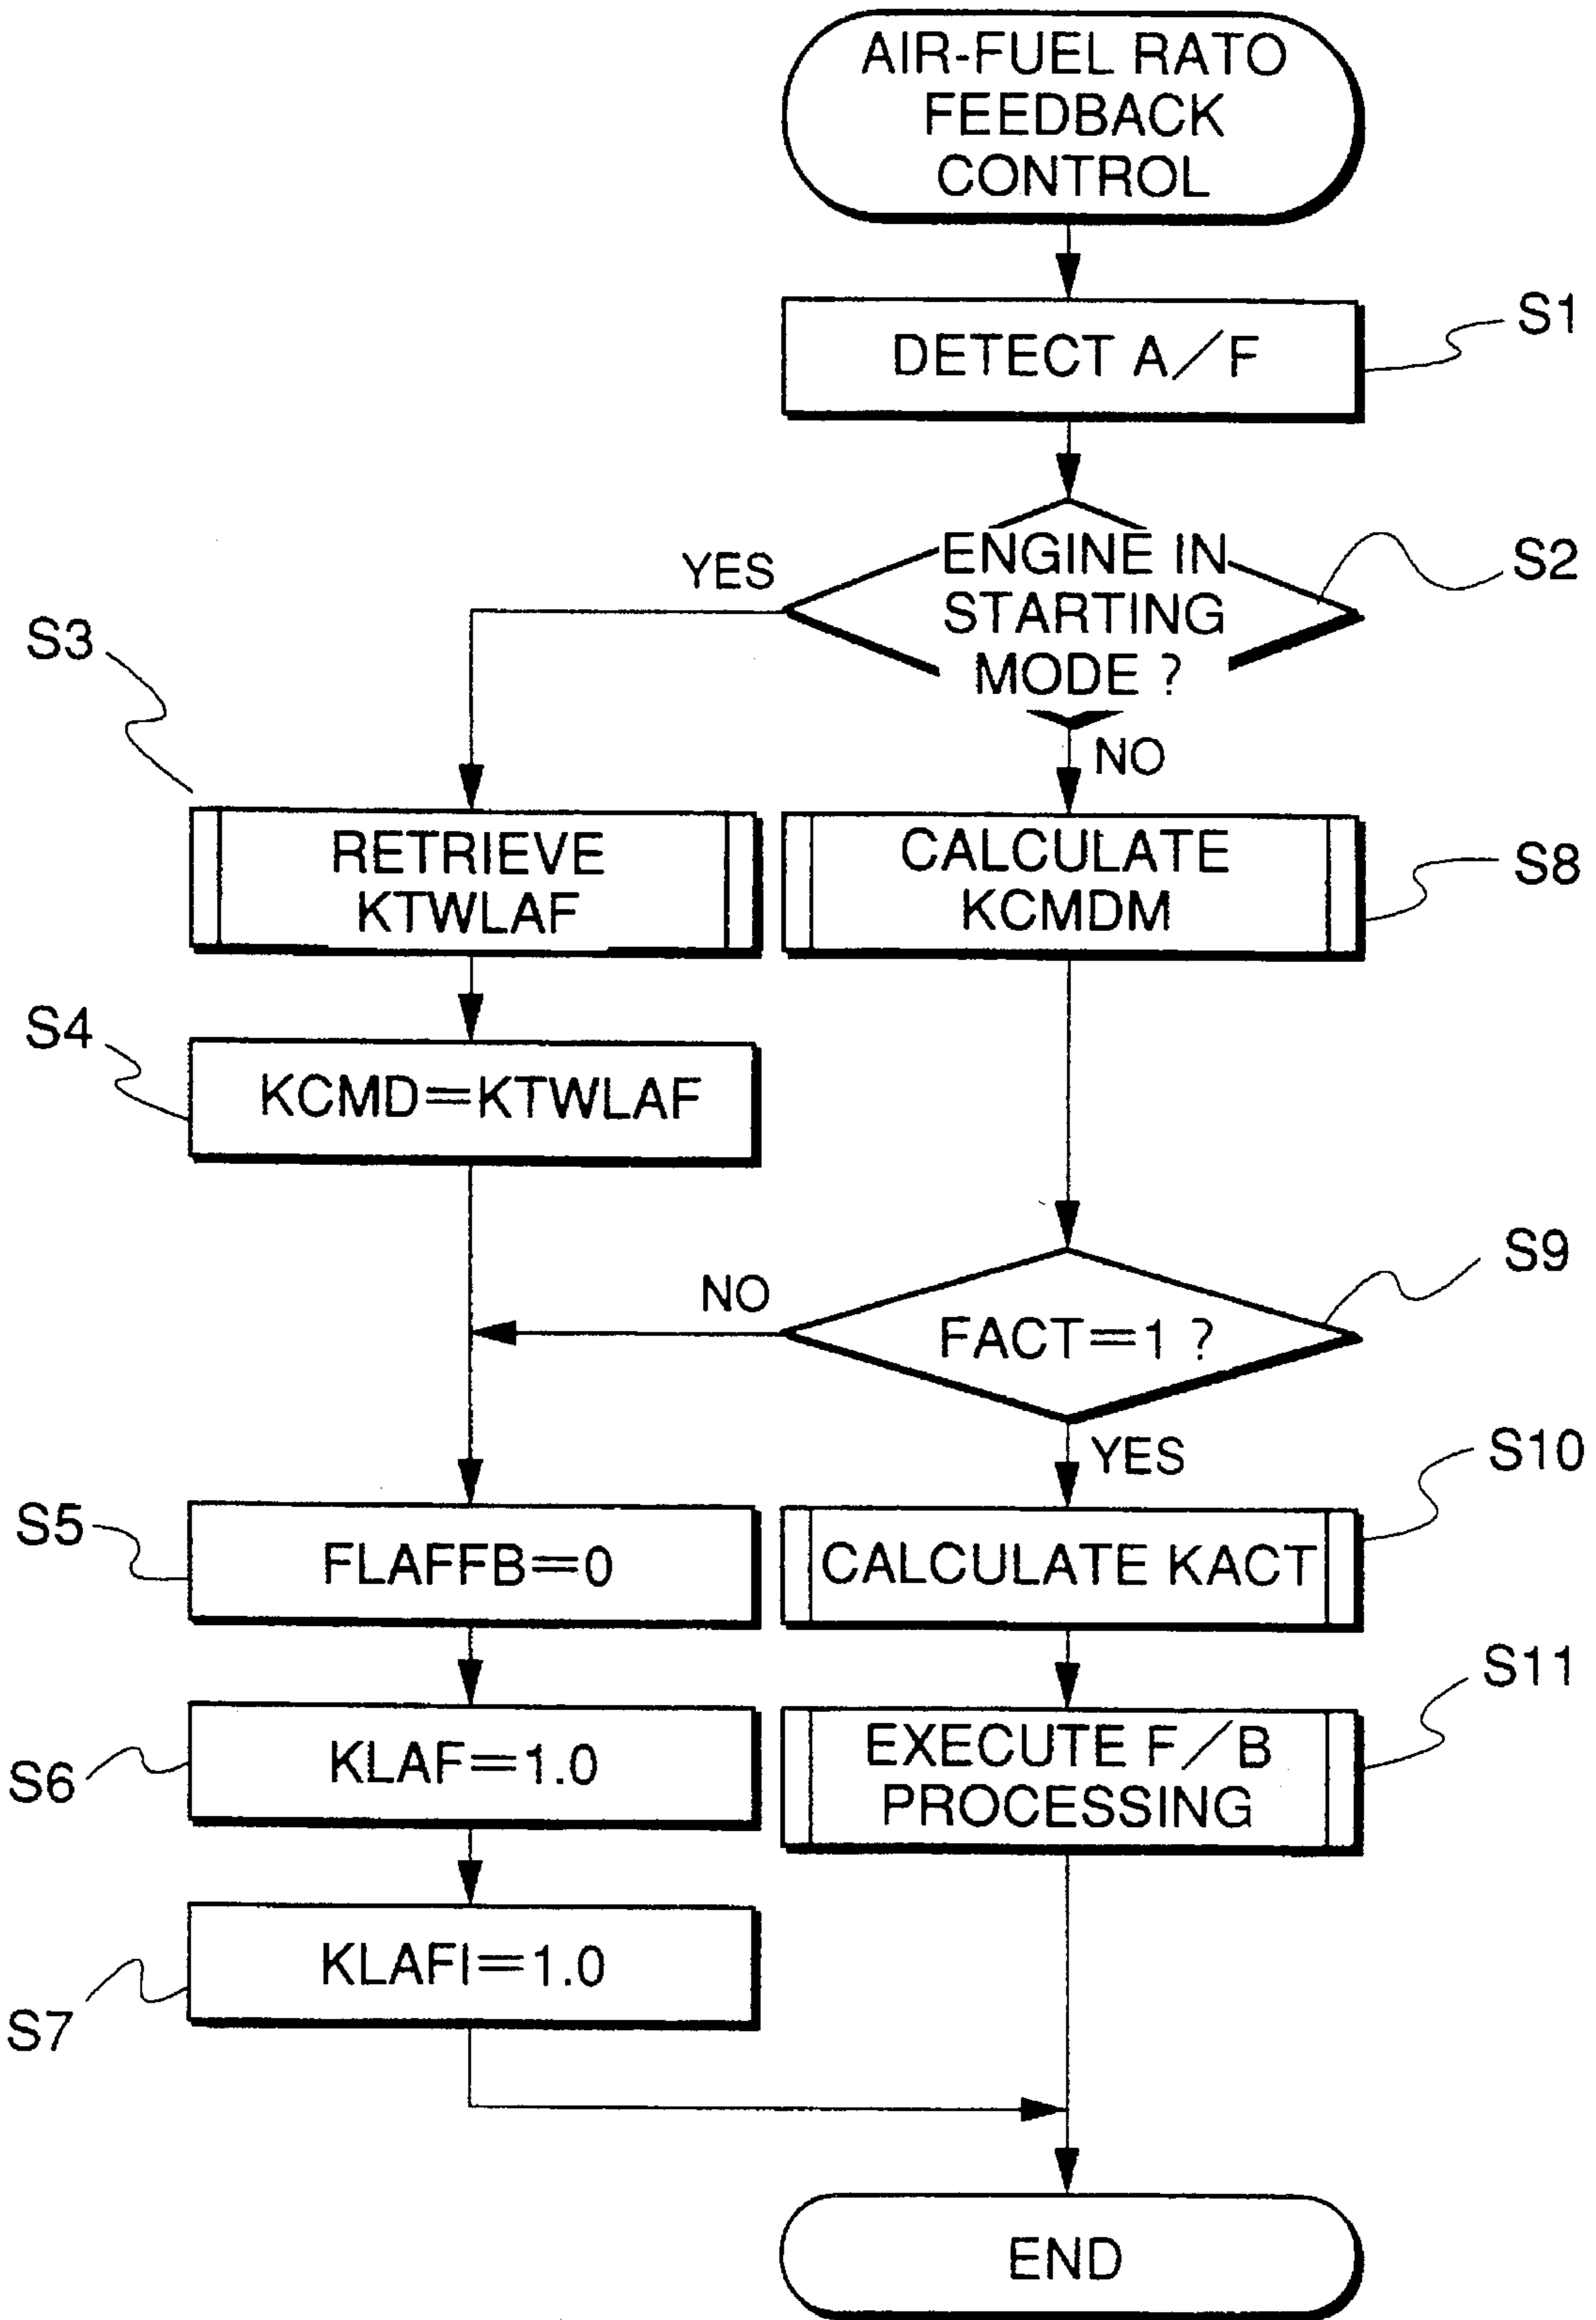 AIR-FUEL RATO
FEEDBACK
CONTROL
S1
DETECT A/F
S2
ENGINE IN
STARTING
MODE ?
YES
NO
S3
RETRIEVE
KTWLAF
S8
CALCULATE
KCMDM
S4
KCMD=KTWLAF
S9
FACT=1 ?
NO
YES
S5
FLAFFB=0
S10
CALCULATE KACT
S6
KLAF=1.0
S11
EXECUTE F/B
PROCESSING
S7
KLAFI=1.0
END